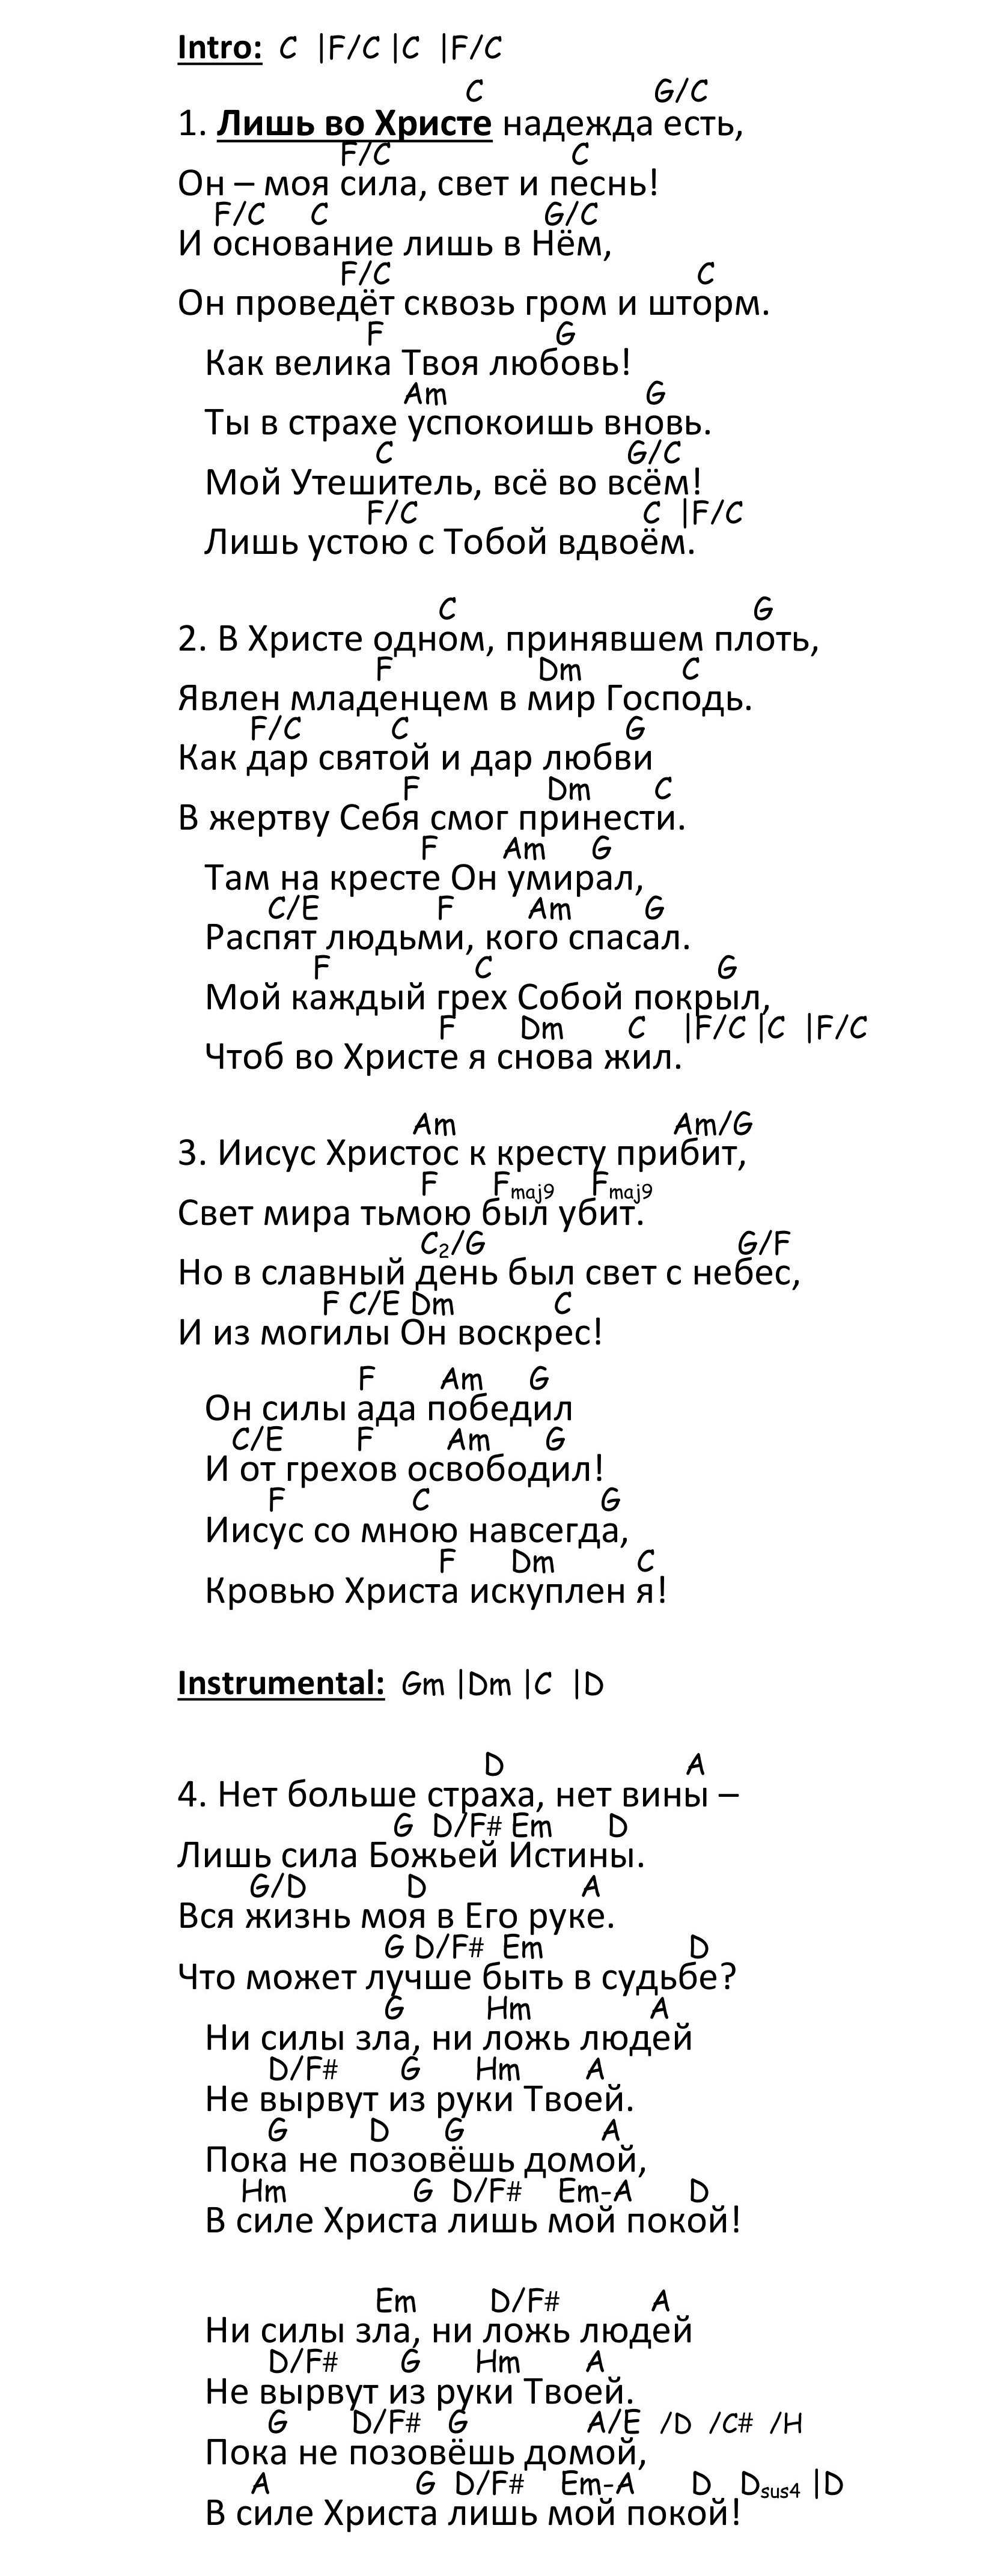 Intro: C |F/C |C |F/C
C G/C
1. Лишь во Христе надежда есть,
F/C C
Он – моя сила, свет и песнь!
F/C C G/C
И основание лишь в Нём,
F/C C
Он проведёт сквозь гром и шторм.
F G
Как велика Твоя любовь!
Am G
Ты в страхе успокоишь вновь.
C G/C
Мой Утешитель, всё во всём!
F/C C |F/C
Лишь устою с Тобой вдвоём.
C G
2. В Христе одном, принявшем плоть,
F Dm C
Явлен младенцем в мир Господь.
F/C C G
Как дар святой и дар любви
F Dm C
В жертву Себя смог принести.
F Am G
Там на кресте Он умирал,
C/E F Am G
Распят людьми, кого спасал.
F C G
Мой каждый грех Собой покрыл,
F Dm C |F/C |C |F/C
Чтоб во Христе я снова жил.
Am Am/G
3. Иисус Христос к кресту прибит,
F Fmaj9 Fmaj9
Свет мира тьмою был убит.
C2/G G/F
Но в славный день был свет с небес,
F C/E Dm C
И из могилы Он воскрес!
F Am G
Он силы ада победил
C/E F Am G
И от грехов освободил!
F C G
Иисус со мною навсегда,
F Dm C
Кровью Христа искуплен я!
Instrumental: Gm |Dm |C |D
D A
4. Нет больше страха, нет вины –
G D/F# Em D
Лишь сила Божьей Истины.
G/D D A
Вся жизнь моя в Его руке.
G D/F# Em D
Что может лучше быть в судьбе?
G Hm A
Ни силы зла, ни ложь людей
D/F# G Hm A
Не вырвут из руки Твоей.
G D G A
Пока не позовёшь домой,
Hm G D/F# Em-A D
В силе Христа лишь мой покой!
Em D/F# A
Ни силы зла, ни ложь людей
D/F# G Hm A
Не вырвут из руки Твоей.
G D/F# G A/E /D /C# /H
Пока не позовёшь домой,
A G D/F# Em-A D Dsus4 |D
В силе Христа лишь мой покой!